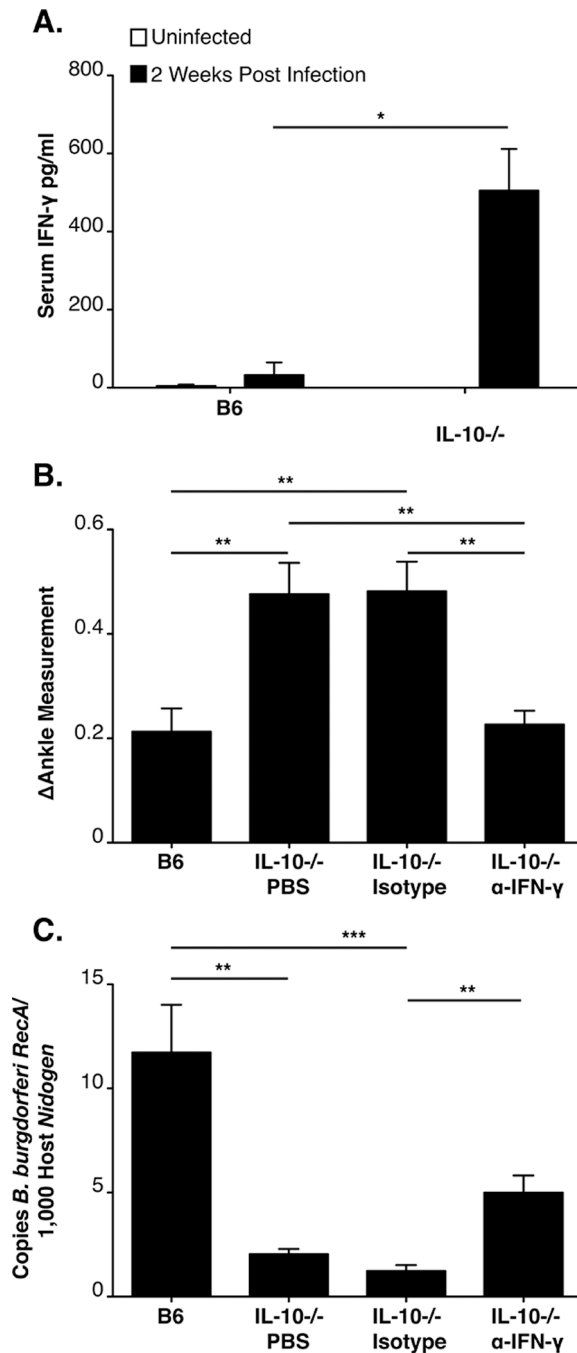 A.
Uninfected
2 Weeks Post Infection
Serum IFN-γ pg/ml
800
600
400
200
0
*
B6
IL-10-/-
B.
ΔAnkle Measurement
0.6
0.4
0.2
0
**
**
**
**
B6
IL-10-/-
PBS
IL-10-/-
Isotype
IL-10-/-
α-IFN-γ
C.
Copies B. burgdorferi RecA/
1,000 Host Nidogen
15
10
5
0
***
**
**
B6
IL-10-/-
PBS
IL-10-/-
Isotype
IL-10-/-
α-IFN-γ